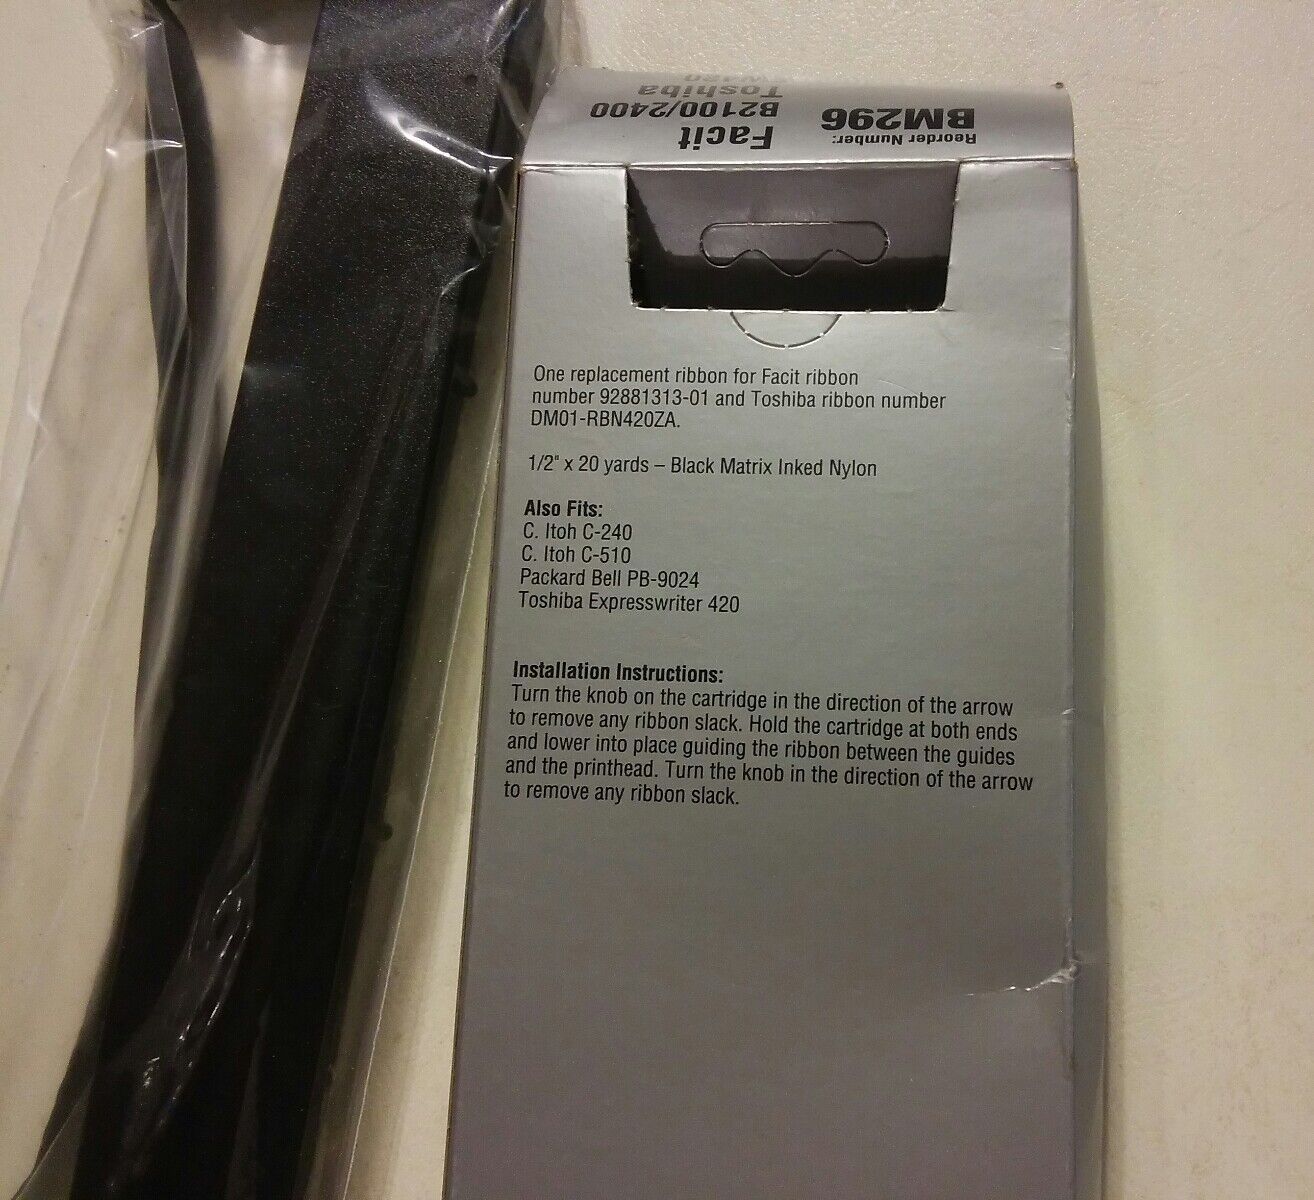 Reorder Number:
BM296
Facit
B2100/2400
Toshiba
One replacement ribbon for Facit ribbon
number 92881313-01 and Toshiba ribbon number
DM01-RBN420ZA.
1/2" x 20 yards – Black Matrix Inked Nylon
Also Fits:
C. Itoh C-240
C. Itoh C-510
Packard Bell PB-9024
Toshiba Expresswriter 420
Installation Instructions:
Turn the knob on the cartridge in the direction of the arrow
to remove any ribbon slack. Hold the cartridge at both ends
and lower into place guiding the ribbon between the guides
and the printhead. Turn the knob in the direction of the arrow
to remove any ribbon slack.